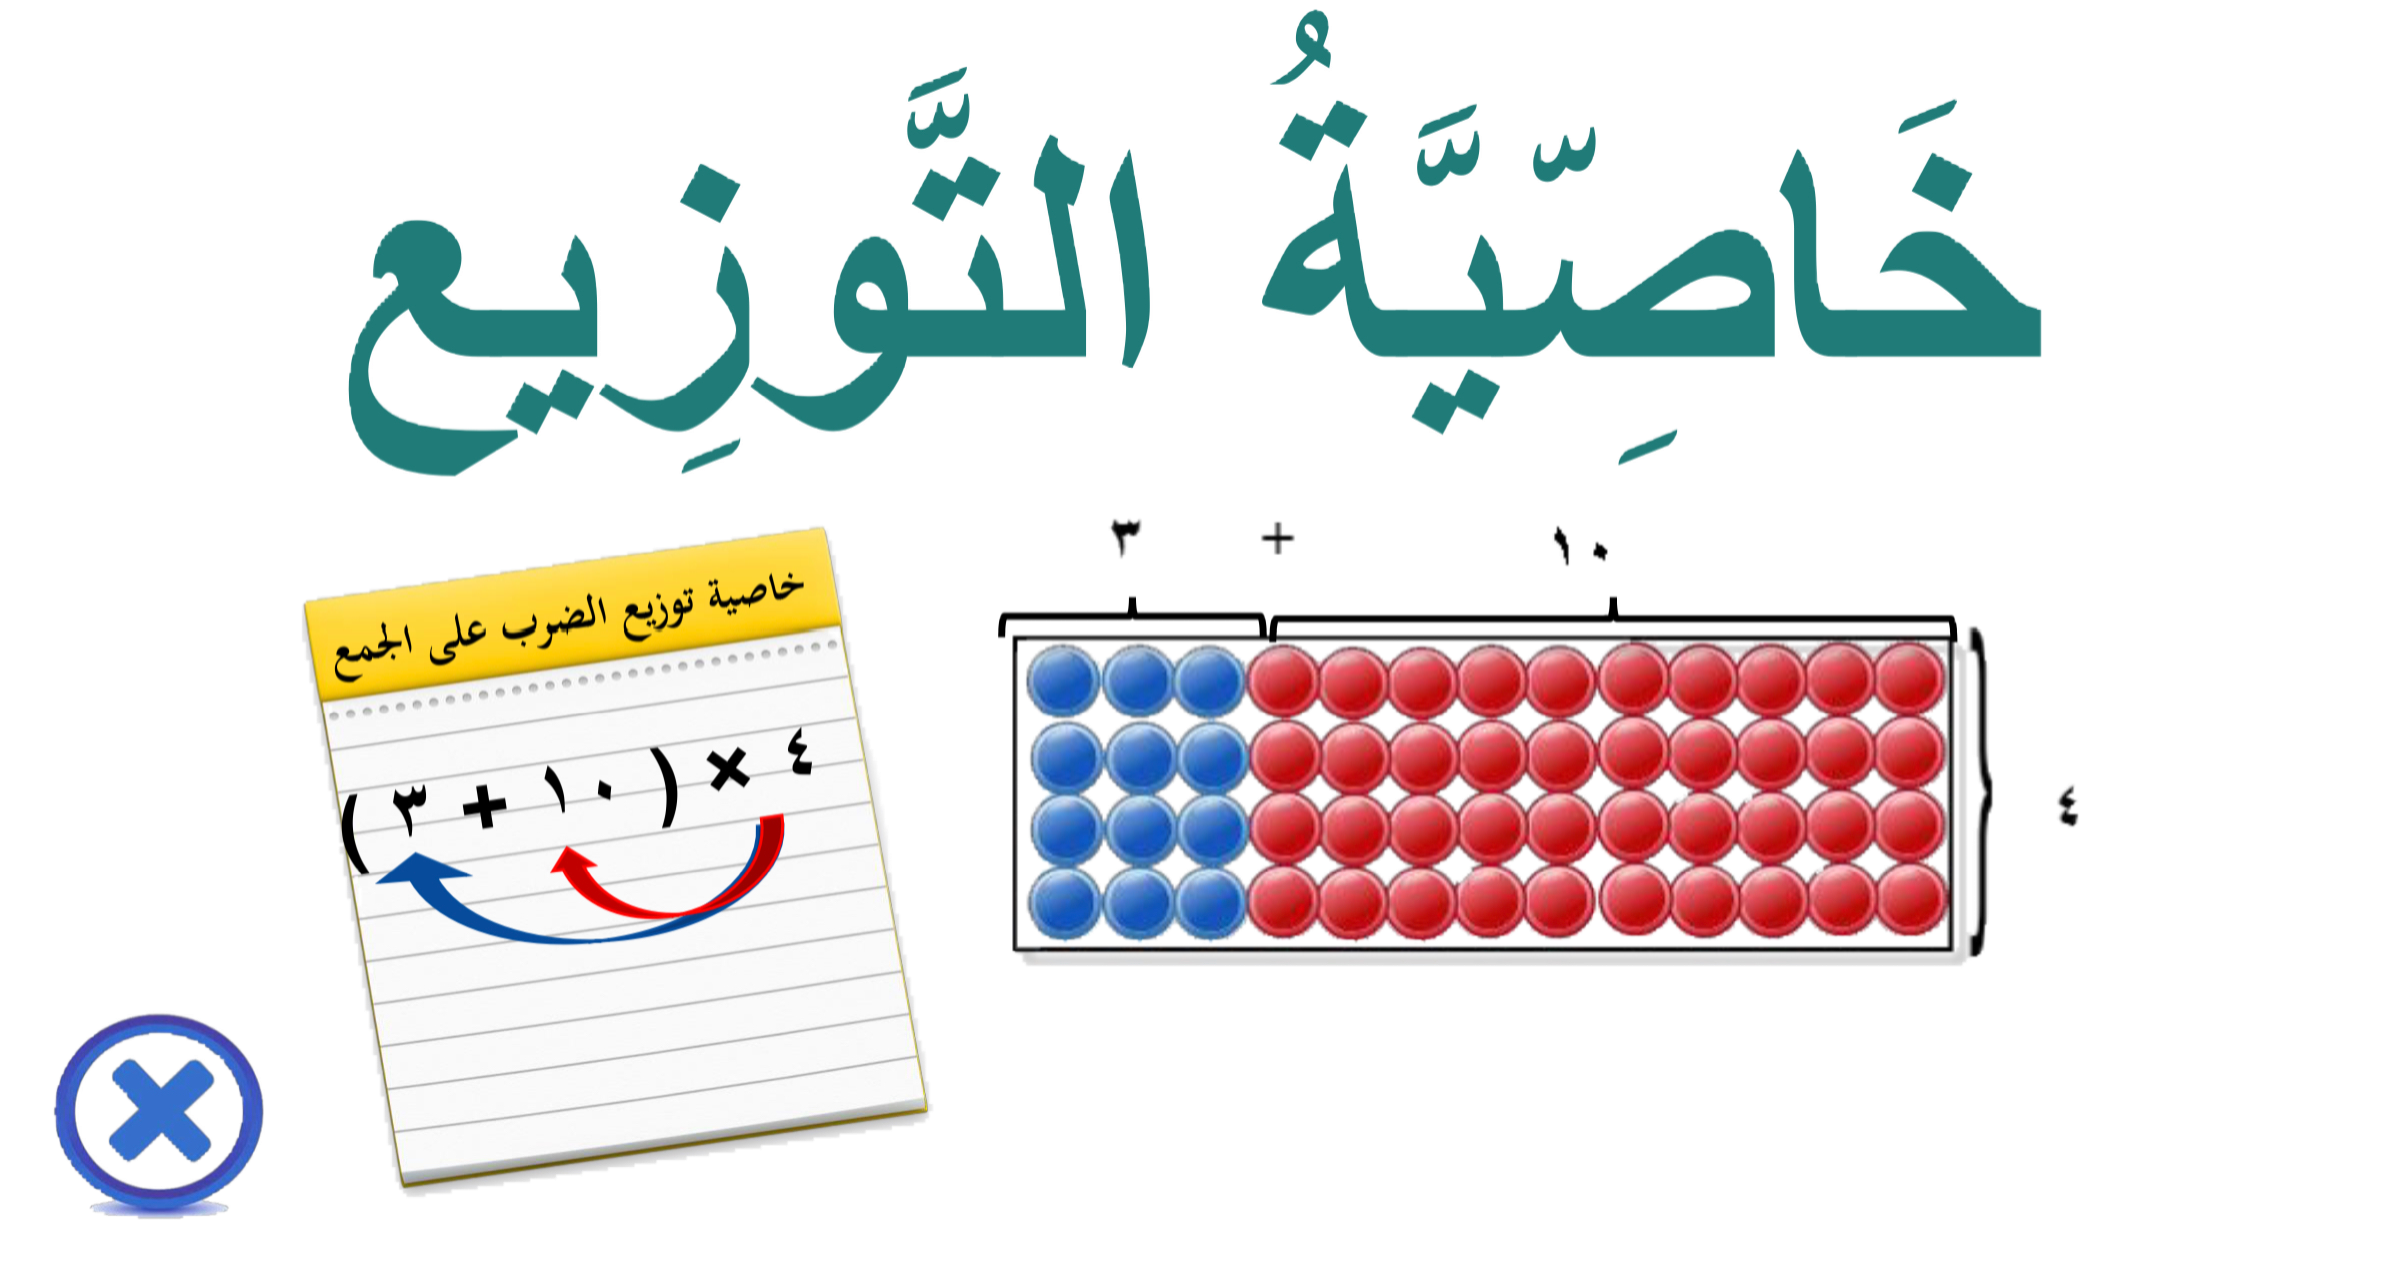 خَاصِّيَّةُ التَّوزِيع
١٠ + ٣
٤
خاصية توزيع الضرب على الجمع
٤ × ( ١٠ + ٣ )